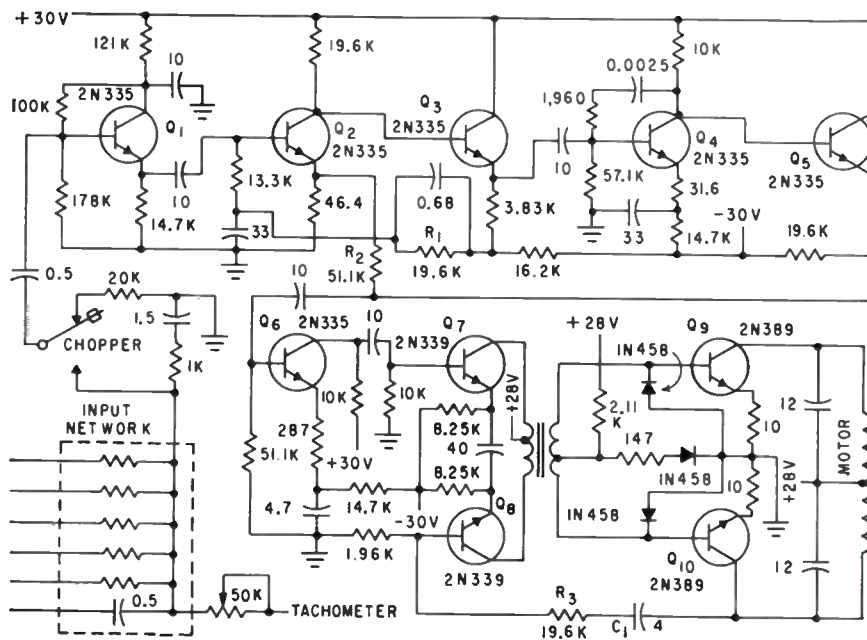 +30V
121K
10
2N335
100K
Q1
178K
10
14.7K
19.6K
Q2
2N335
13.3K
33
46.4
R2
51.1K
Q3
2N335
0.68
R1
19.6K
3.83K
16.2K
10K
0.0025
1,960
10
57.1K
33
Q4
2N335
31.6
14.7K
-30V
Q5
2N335
19.6K
0.5
20K
1.5
CHOPPER
1K
INPUT
NETWORK
0.5
50K
TACHOMETER
10
Q6
2N335
10
2N339
Q7
10K
10K
287
+30V
51.1K
4.7
14.7K
1.96K
8.25K
40
8.25K
-30V
Q8
2N339
+28V
+28V
2.11
K
147
1N458
1N458
1N458
Q9
2N389
10
10
Q10
2N389
12
+28V
MOTOR
12
R3
19.6K
C1
4